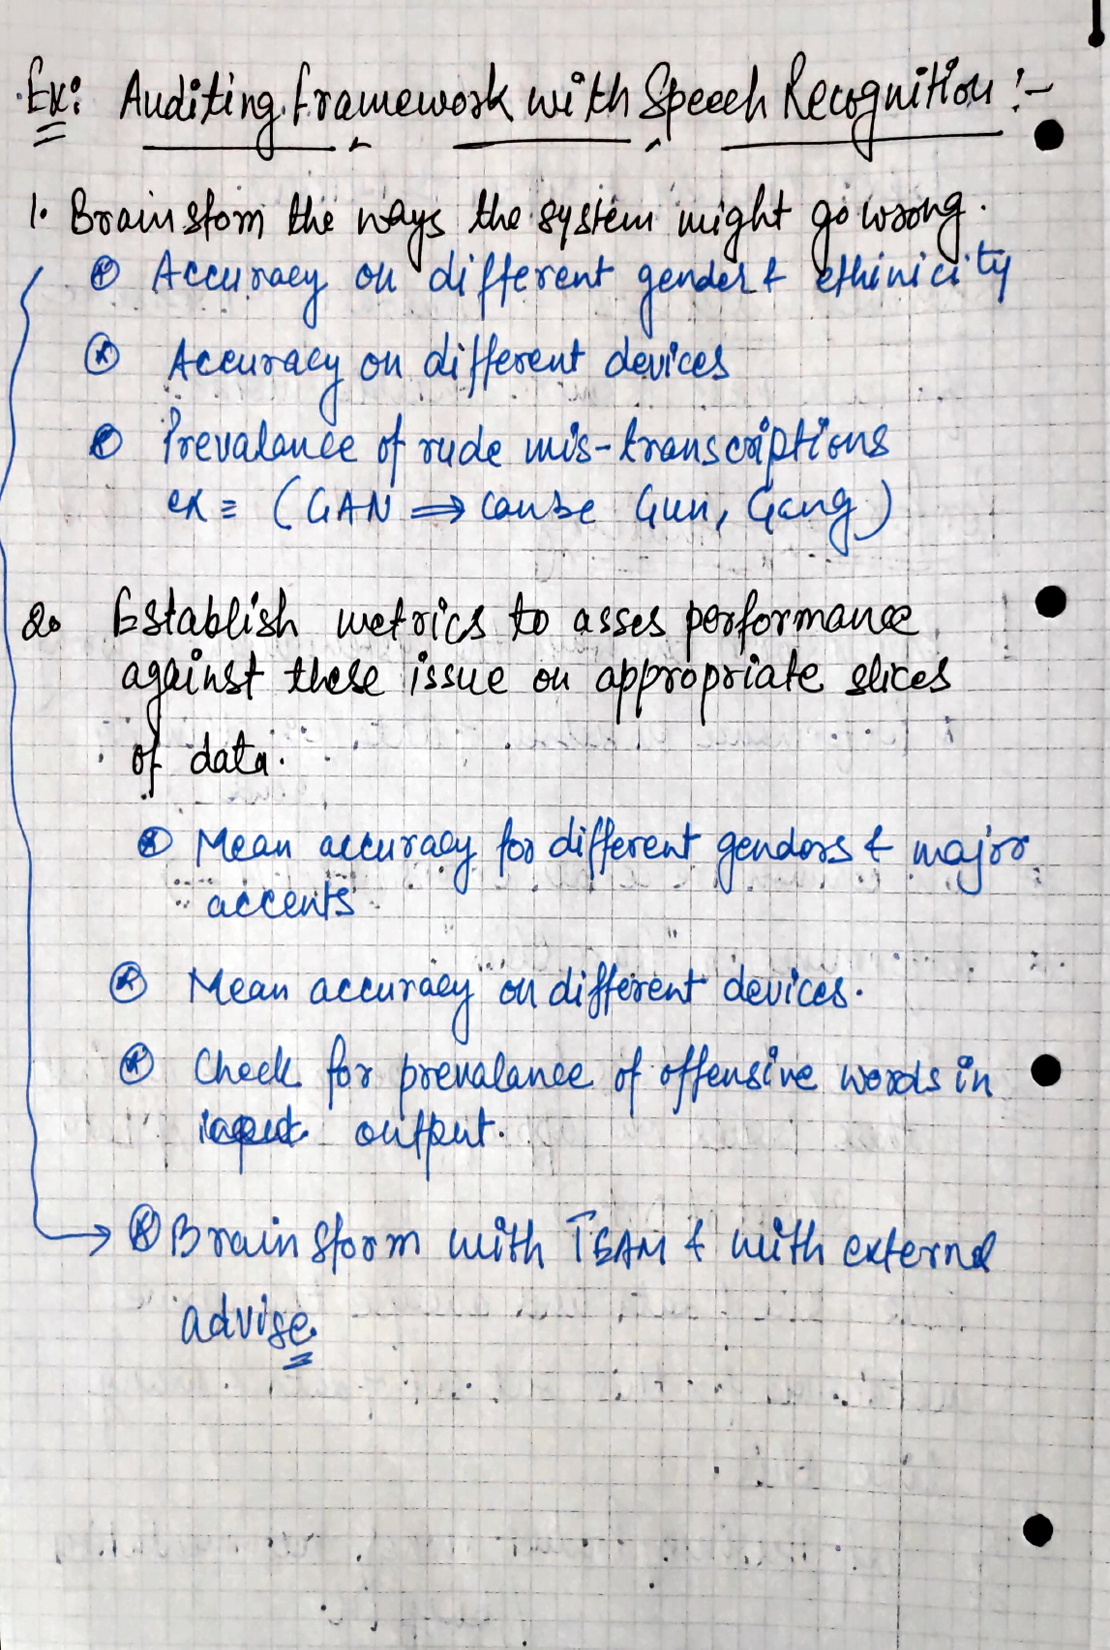 Ex: Auditing framework with Speech Recognition :-
1. Brainstorm the ways the system might go wrong.
Accuracy on different gender & ethinicity
Accuracy on different devices
Prevalance of rude mis-transcriptions
ex = (GAN ⇒ cause Gun, Gang)
2. Establish metrics to asses performance
against these issue on appropriate slices
of data.
Mean accuracy for different gendors & major
accents
Mean accuracy on different devices.
Check for prevalance of offensive words in
output.
→ Brainstorm with TEAM & with external
advise.